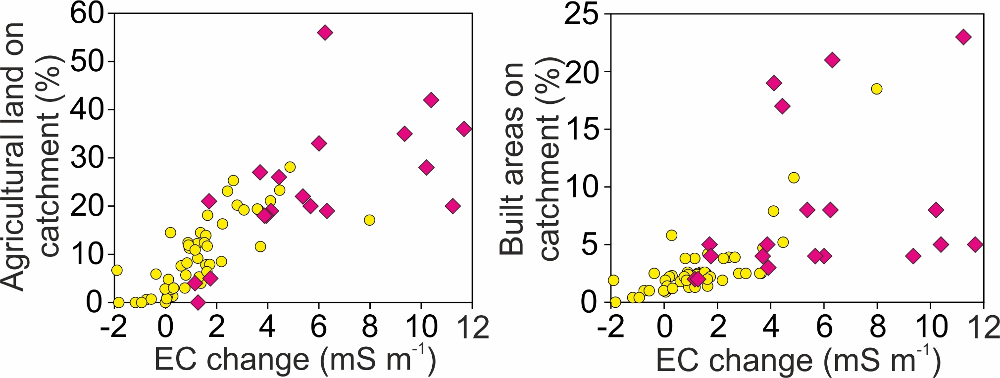 Agricultural land on
catchment (%)
60
50
40
30
20
10
0
-2 0 2 4 6 8 10 12
EC change (mS m⁻¹)
Built areas on
catchment (%)
25
20
15
10
5
0
-2 0 2 4 6 8 10 12
EC change (mS m⁻¹)